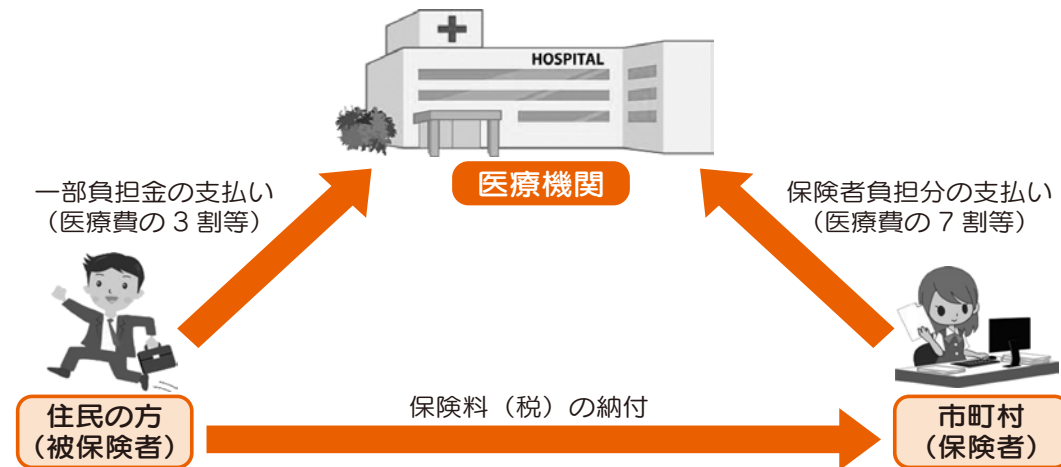 HOSPITAL
医療機関
一部負担金の支払い
（医療費の 3 割等）
保険者負担分の支払い
（医療費の 7 割等）
保険料（税）の納付
住民の方
（被保険者）
市町村
（保険者）